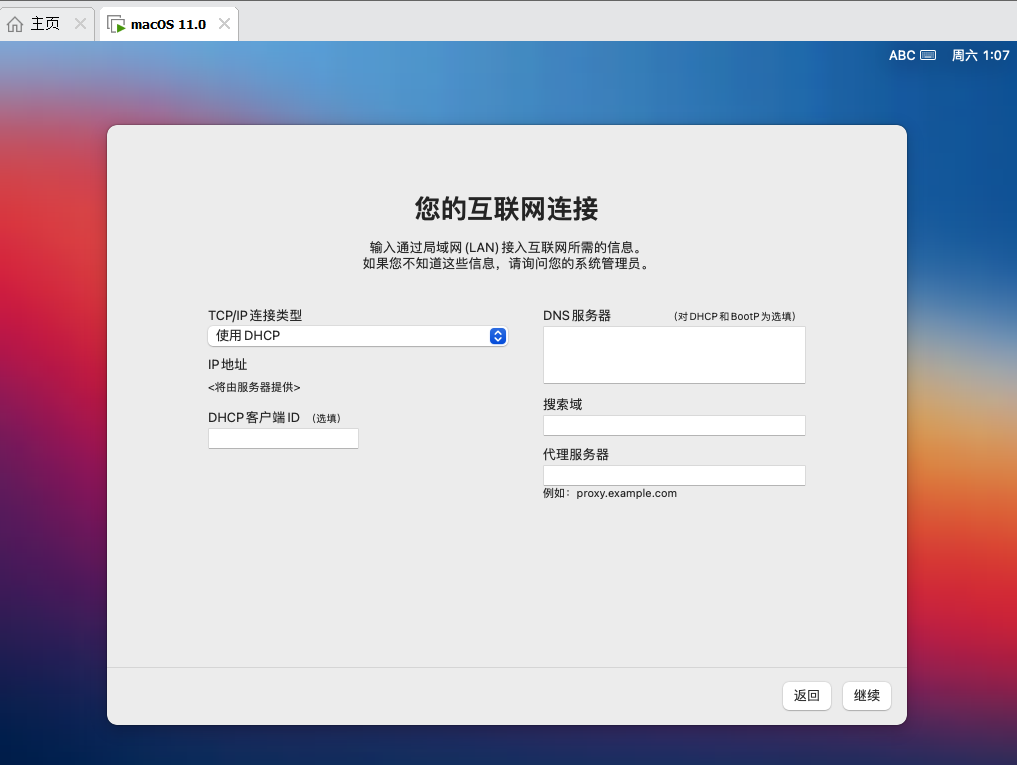 主页
macOS 11.0
ABC 周六 1:07
您的互联网连接
输入通过局域网 (LAN) 接入互联网所需的信息。
如果您不知道这些信息，请询问您的系统管理员。
TCP/IP 连接类型
使用 DHCP
IP 地址
<将由服务器提供>
DHCP 客户端 ID （选填）
DNS 服务器 （对 DHCP 和 BootP 为选填）
搜索域
代理服务器
例如：proxy.example.com
返回
继续